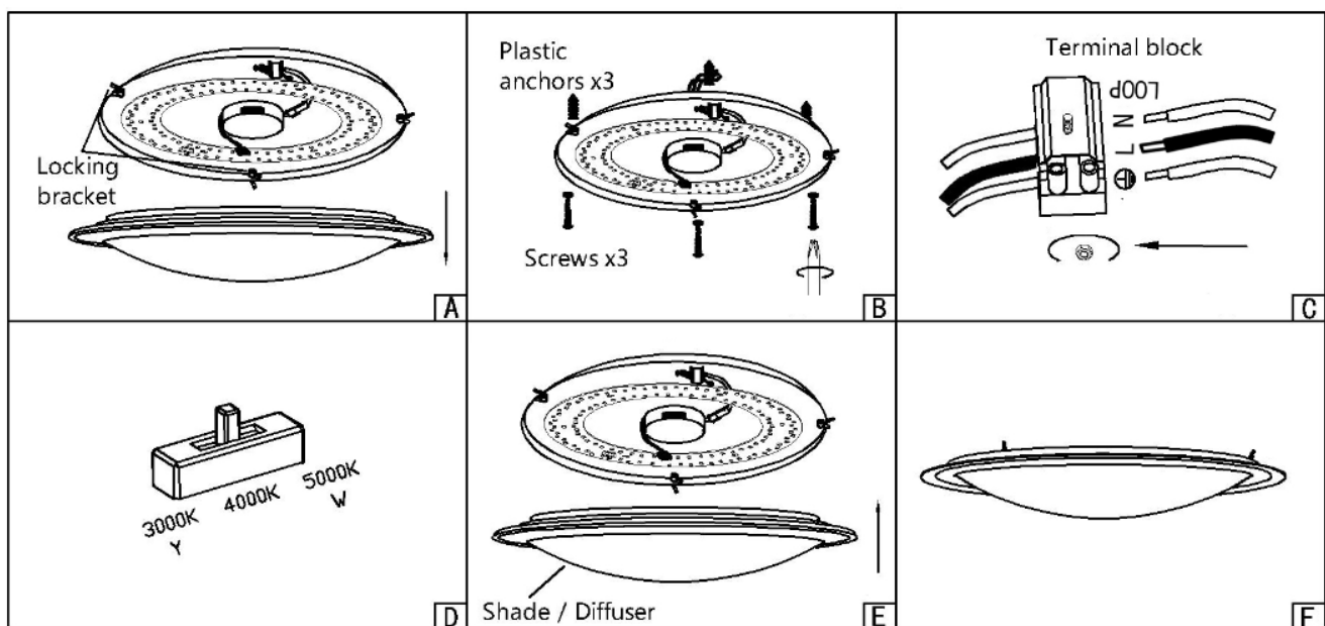 Locking
bracket
A
Plastic
anchors x3
Screws x3
B
Terminal block
LOOP
N
L
C
3000K 4000K 5000K
Y W
D
Shade / Diffuser
E
F